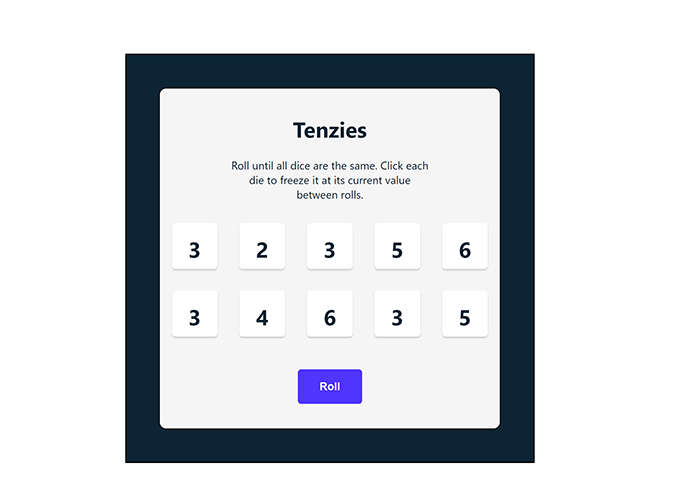 Tenzies
Roll until all dice are the same. Click each
die to freeze it at its current value
between rolls.
3 2 3 5 6
3 4 6 3 5
Roll